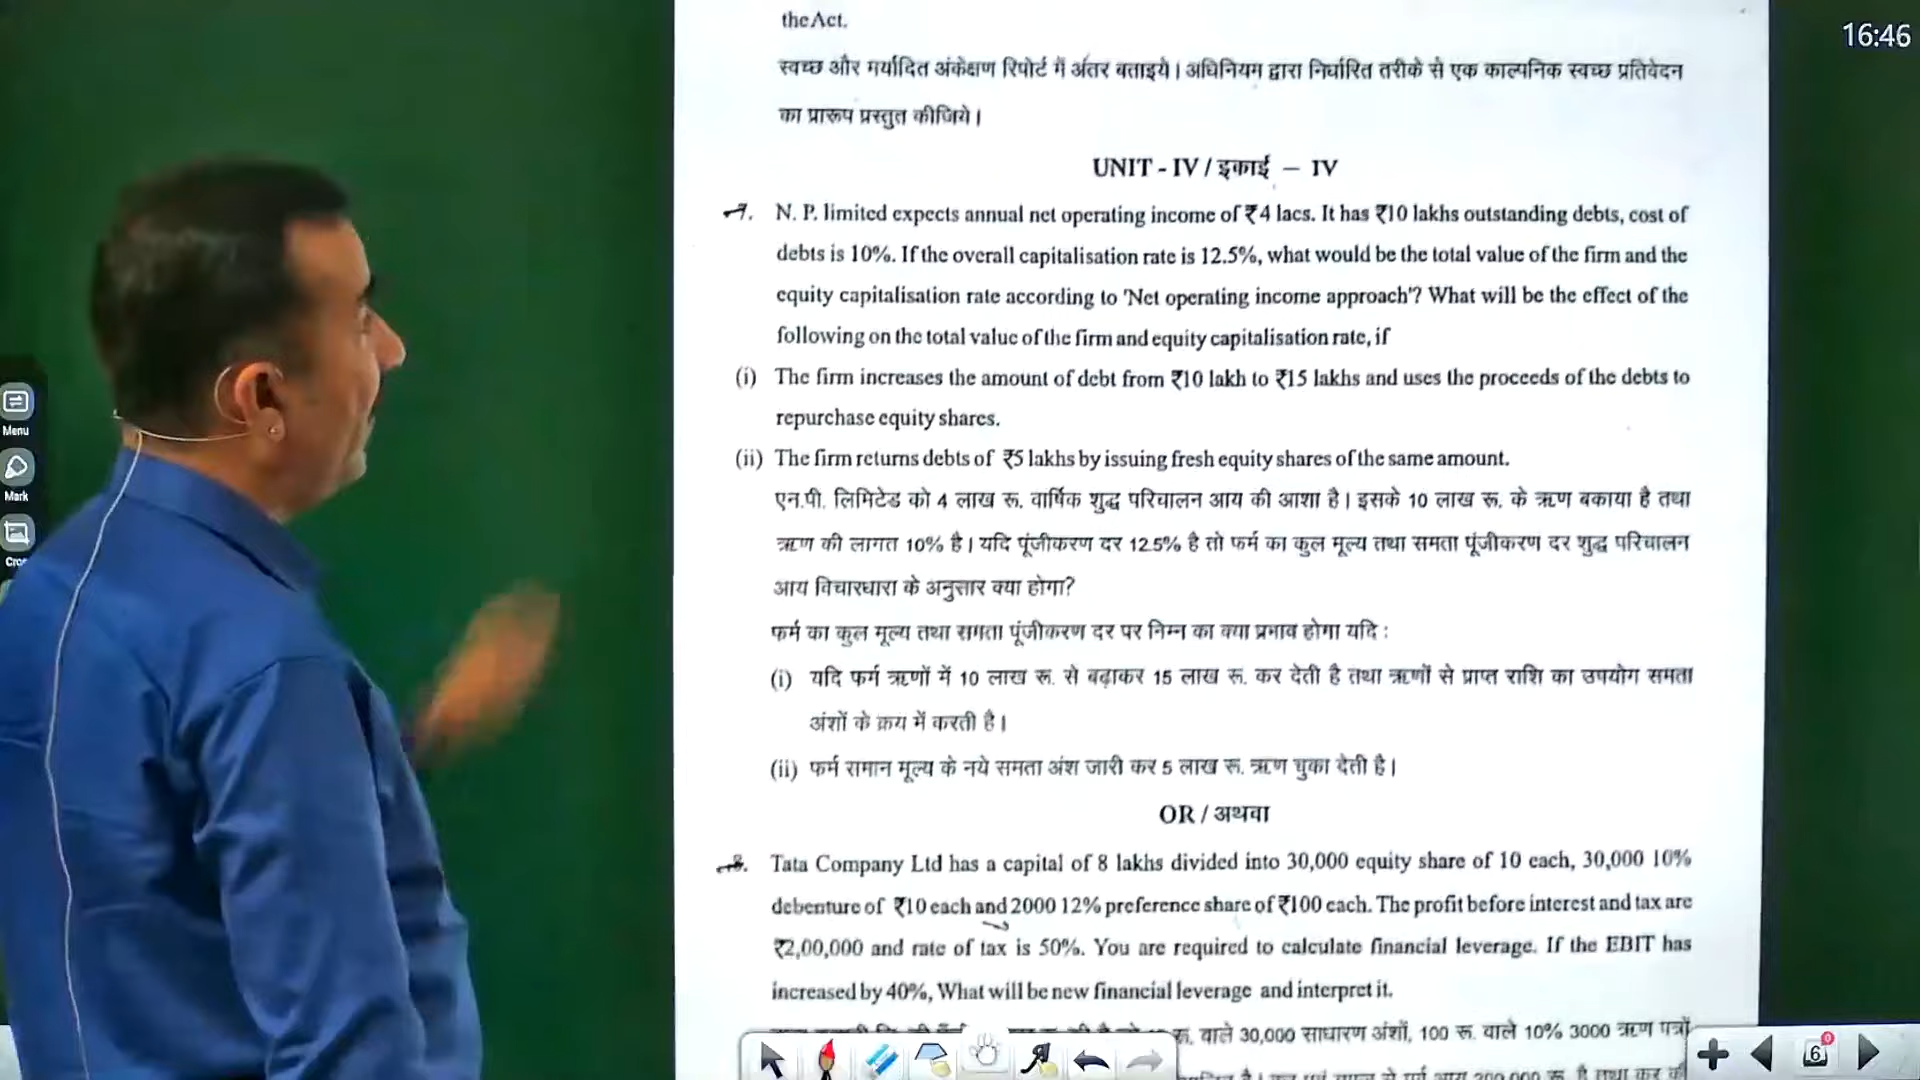 the Act.
16:46
स्वच्छ और मर्यादित अंकेक्षण रिपोर्ट में अंतर बताइये। अधिनियम द्वारा निर्धारित तरीके से एक काल्पनिक स्वच्छ प्रतिवेदन
का प्रारूप प्रस्तुत कीजिये।
UNIT - IV / इकाई – IV
7. N. P. limited expects annual net operating income of ₹4 lacs. It has ₹10 lakhs outstanding debts, cost of
debts is 10%. If the overall capitalisation rate is 12.5%, what would be the total value of the firm and the
equity capitalisation rate according to 'Net operating income approach'? What will be the effect of the
following on the total value of the firm and equity capitalisation rate, if
(i) The firm increases the amount of debt from ₹10 lakh to ₹15 lakhs and uses the proceeds of the debts to
repurchase equity shares.
(ii) The firm returns debts of ₹5 lakhs by issuing fresh equity shares of the same amount.
एन.पी. लिमिटेड को 4 लाख रू. वार्षिक शुद्ध परिचालन आय की आशा है। इसके 10 लाख रू. के ऋण बकाया है तथा
ऋण की लागत 10% है। यदि पूंजीकरण दर 12.5% है तो फर्म का कुल मूल्य तथा समता पूंजीकरण दर शुद्ध परिचालन
आय विचारधारा के अनुसार क्या होगा?
फर्म का कुल मूल्य तथा समता पूंजीकरण दर पर निम्न का क्या प्रभाव होगा यदि :
(i) यदि फर्म ऋणों में 10 लाख रू. से बढ़ाकर 15 लाख रू. कर देती है तथा ऋणों से प्राप्त राशि का उपयोग समता
अंशों के क्रय में करती है।
(ii) फर्म समान मूल्य के नये समता अंश जारी कर 5 लाख रू. ऋण चुका देती है।
OR / अथवा
8. Tata Company Ltd has a capital of 8 lakhs divided into 30,000 equity share of 10 each, 30,000 10%
debenture of ₹10 each and 2000 12% preference share of ₹100 each. The profit before interest and tax are
₹2,00,000 and rate of tax is 50%. You are required to calculate financial leverage. If the EBIT has
increased by 40%, What will be new financial leverage and interpret it.
रू. वाले 30,000 साधारण अंशों, 100 रू. वाले 10% 3000 ऋण पत्रों
Menu
Mark
6
0